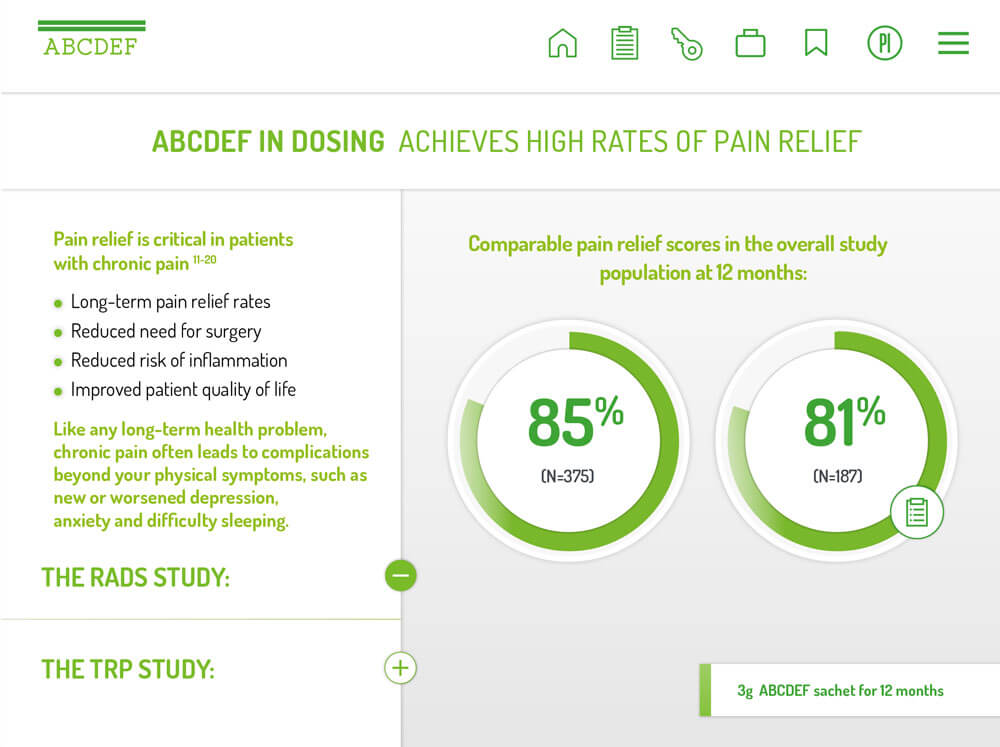 ABCDEF
PI
ABCDEF IN DOSING ACHIEVES HIGH RATES OF PAIN RELIEF
Pain relief is critical in patients
with chronic pain 11-20
Long-term pain relief rates
Reduced need for surgery
Reduced risk of inflammation
Improved patient quality of life
Like any long-term health problem,
chronic pain often leads to complications
beyond your physical symptoms, such as
new or worsened depression,
anxiety and difficulty sleeping.
THE RADS STUDY:
THE TRP STUDY:
Comparable pain relief scores in the overall study
population at 12 months:
85%
(N=375)
81%
(N=187)
3g ABCDEF sachet for 12 months